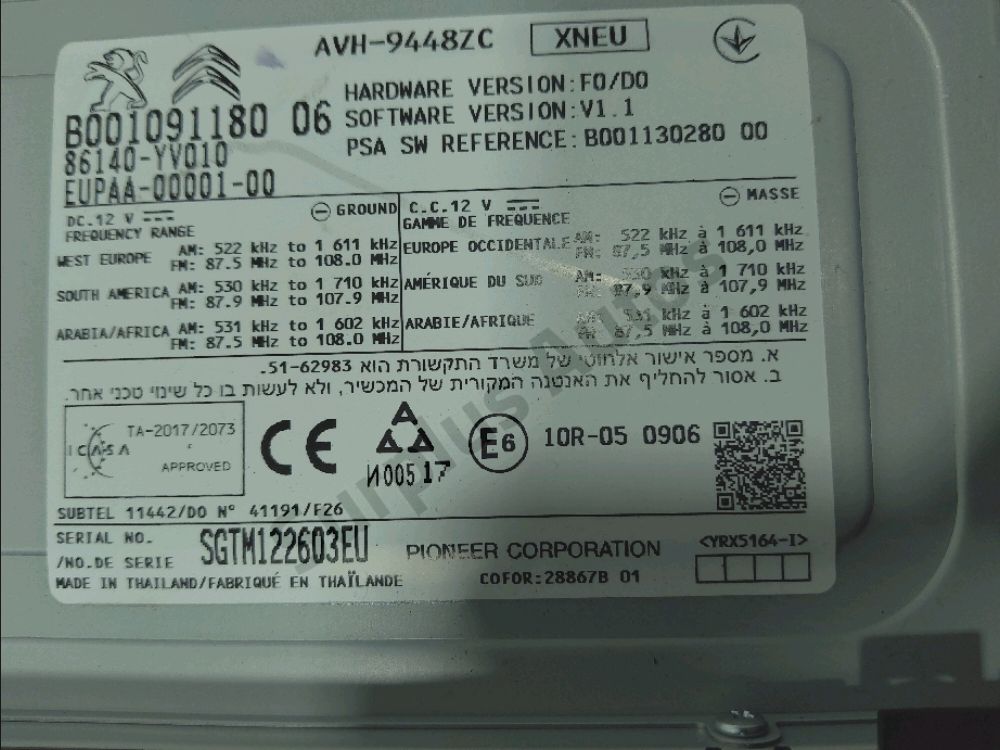 AVH-9448ZC XNEU
HARDWARE VERSION:F0/D0
SOFTWARE VERSION:V1.1
PSA SW REFERENCE:B001130280 00
B001091180 06
86140-YV010
EUPAA-00001-00
DC.12 V GROUND
FREQUENCY RANGE
WEST EUROPE AM: 522 kHz to 1 611 kHz
FM: 87.5 MHz to 108.0 MHz
SOUTH AMERICA AM: 530 kHz to 1 710 kHz
FM: 87.9 MHz to 107.9 MHz
ARABIA/AFRICA AM: 531 kHz to 1 602 kHz
FM: 87.5 MHz to 108.0 MHz
C.C.12 V MASSE
GAMME DE FREQUENCE
EUROPE OCCIDENTALE AM: 522 kHz à 1 611 kHz
FM: 87,5 MHz à 108,0 MHz
AMÉRIQUE DU SUD AM: 530 kHz à 1 710 kHz
FM: 87,9 MHz à 107,9 MHz
ARABIE/AFRIQUE AM: 531 kHz à 1 602 kHz
FM: 87,5 MHz à 108,0 MHz
א. מספר אישור אלחוטי של משרד התקשורת הוא 51-62983.
ב. אסור להחליף את האנטנה המקורית של המכשיר, ולא לעשות בו כל שינוי טכני אחר.
ICASA TA-2017/2073
APPROVED
CE
И00517
E6 10R-05 0906
SUBTEL 11442/DO N° 41191/F26
SERIAL NO.
/NO.DE SERIE SGTM122603EU PIONEER CORPORATION <YRX5164-I>
MADE IN THAILAND/FABRIQUÉ EN THAÏLANDE COFOR:28867B 01
Surplus Autos